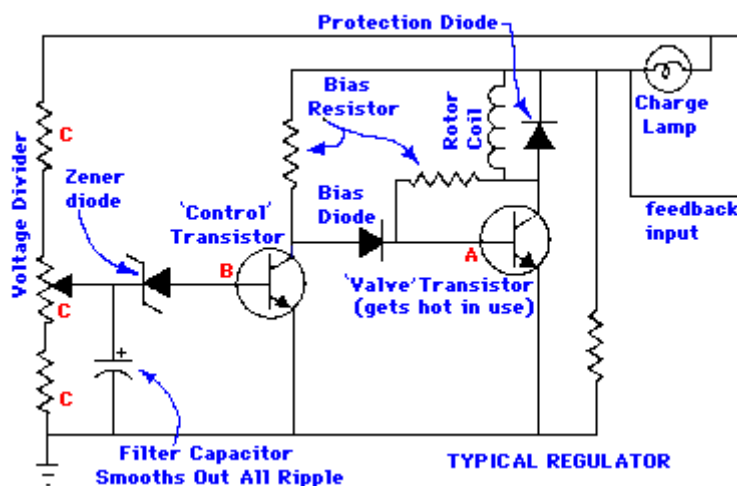 Protection Diode
Bias
Resistor
Rotor
Coil
Charge
Lamp
C
Zener
diode
Voltage Divider
'Control'
Transistor
Bias
Diode
feedback
input
B
A
'Valve'Transistor
(gets hot in use)
C
+
C
Filter Capacitor
Smooths Out All Ripple
TYPICAL REGULATOR